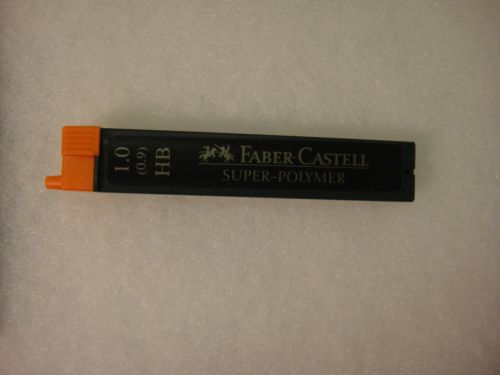 1.0
(0.9)
HB
FABER-CASTELL
SUPER-POLYMER